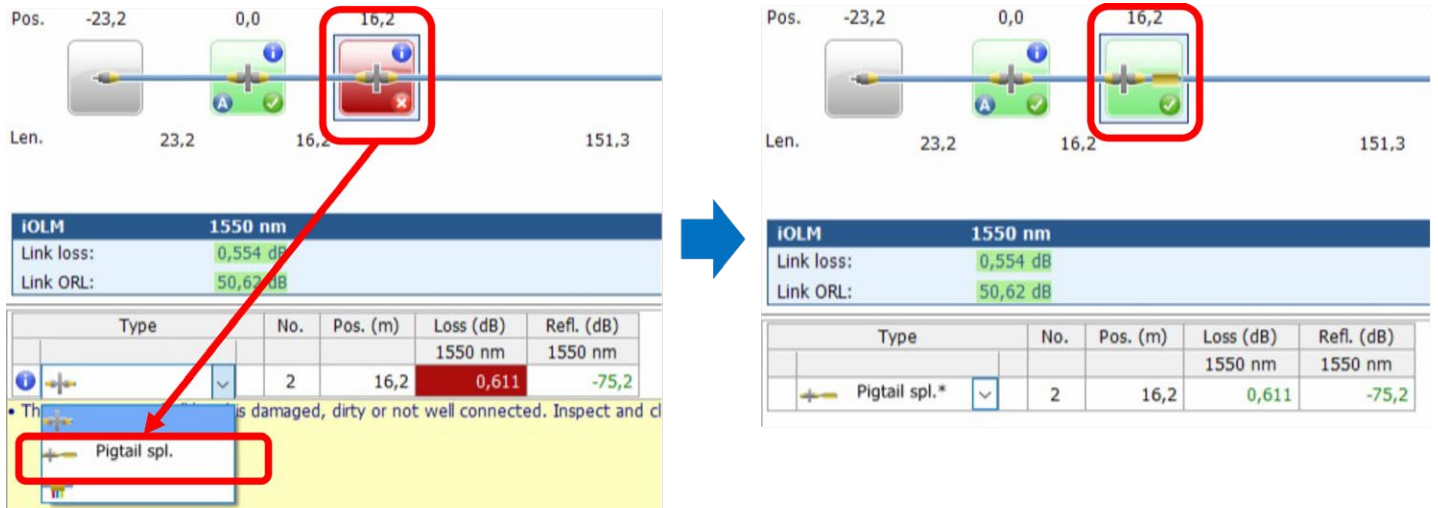 Pos. -23,2 0,0 16,2
i i
A
Len. 23,2 16,2 151,3
iOLM 1550 nm
Link loss: 0,554 dB
Link ORL: 50,62 dB
Type No. Pos. (m) Loss (dB) Refl. (dB)
1550 nm 1550 nm
i 2 16,2 0,611 -75,2
• Th is damaged, dirty or not well connected. Inspect and cl
Pigtail spl.
Pos. -23,2 0,0 16,2
i
A
Len. 23,2 16,2 151,3
iOLM 1550 nm
Link loss: 0,554 dB
Link ORL: 50,62 dB
Type No. Pos. (m) Loss (dB) Refl. (dB)
1550 nm 1550 nm
Pigtail spl.* 2 16,2 0,611 -75,2